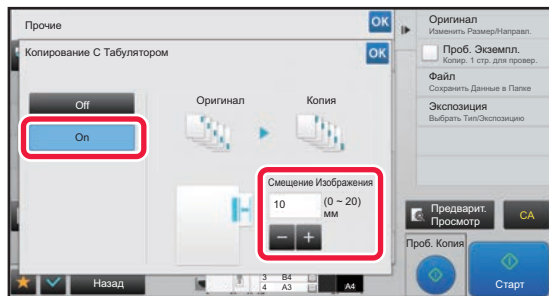 Прочие
OK
Копирование С Табулятором
OK
Off
On
Оригинал
Копия
Смещение Изображения
10
(0 ~ 20)
мм
Назад
3 B4
4 A3
A4
Оригинал
Изменить Размер/Направл.
Проб. Экземпл.
Копир. 1 стр. для провер.
Файл
Сохранить Данные в Папке
Экспозиция
Выбрать Тип/Экспозицию
Предварит.
Просмотр
CA
Проб. Копия
Старт